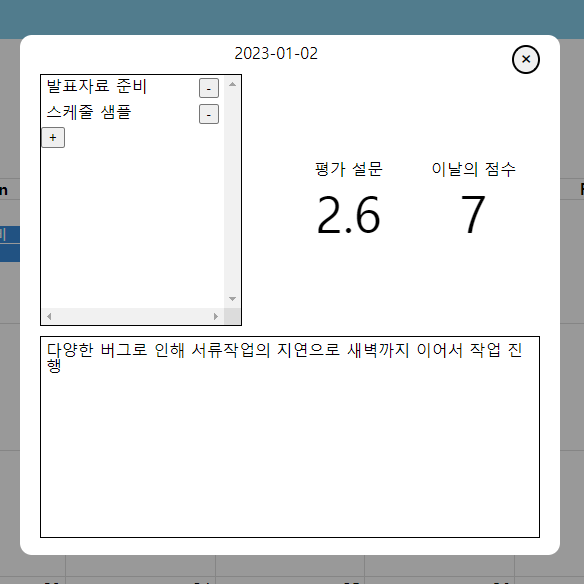 2023-01-02
×
발표자료 준비 -
스케줄 샘플 -
+
평가 설문 이날의 점수
2.6 7
다양한 버그로 인해 서류작업의 지연으로 새벽까지 이어서 작업 진
행